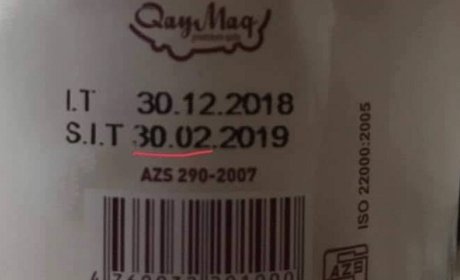 QayMaq
I.T 30.12.2018
S.I.T 30.02.2019
AZS 290-2007
ISO 22000:2005
AZS